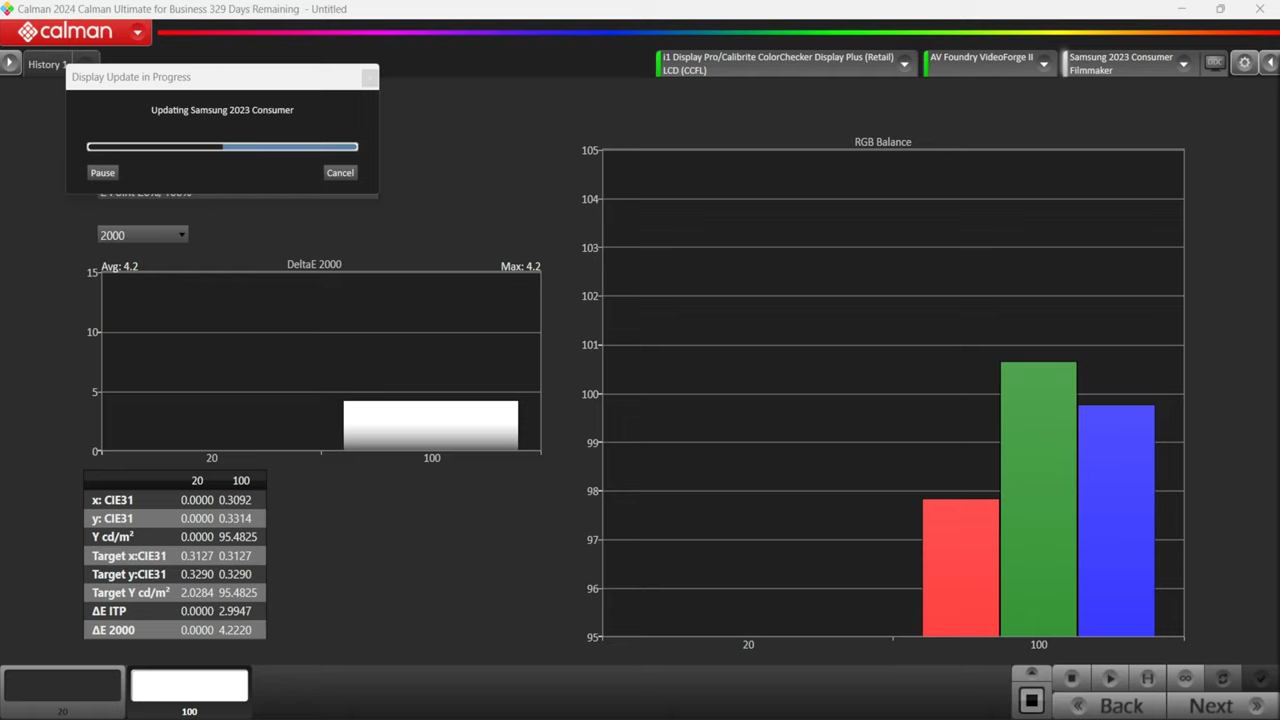 Calman 2024 Calman Ultimate for Business 329 Days Remaining - Untitled
calman
History 1
i1 Display Pro/Calibrite ColorChecker Display Plus (Retail)
LCD (CCFL)
AV Foundry VideoForge II
Samsung 2023 Consumer
Filmmaker
DDC
Display Update in Progress
Updating Samsung 2023 Consumer
Pause
Cancel
2000
Avg: 4.2
DeltaE 2000
Max: 4.2
15
10
5
0
20
100
20 100
x: CIE31 0.0000 0.3092
y: CIE31 0.0000 0.3314
Y cd/m² 0.0000 95.4825
Target x:CIE31 0.3127 0.3127
Target y:CIE31 0.3290 0.3290
Target Y cd/m² 2.0284 95.4825
ΔE ITP 0.0000 2.9947
ΔE 2000 0.0000 4.2220
RGB Balance
105
104
103
102
101
100
99
98
97
96
95
20
100
20
100
Back
Next